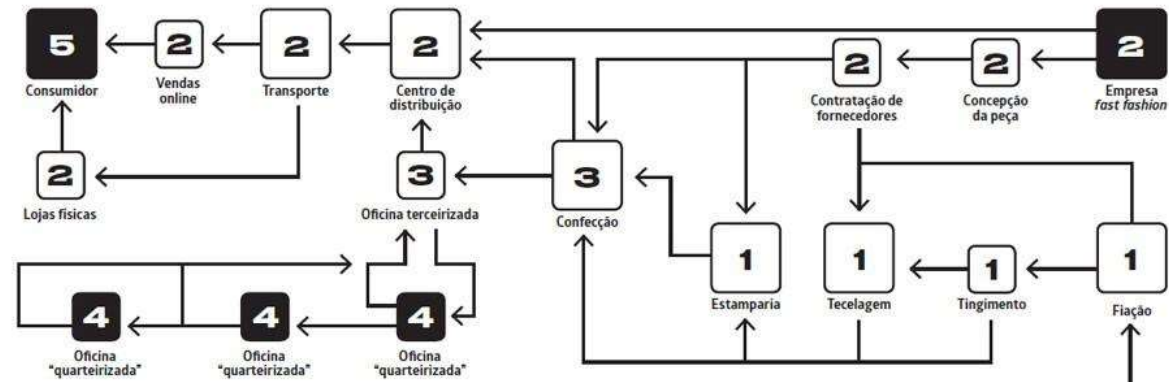 5
Consumidor
2
Vendas
online
2
Transporte
2
Centro de
distribuição
2
Contratação de
fornecedores
2
Concepção
da peça
2
Empresa
fast fashion
2
Lojas físicas
3
Oficina terceirizada
3
Confecção
1
Estamparia
1
Tecelagem
1
Tingimento
1
Fiação
4
Oficina
"quarteirizada"
4
Oficina
"quarteirizada"
4
Oficina
"quarteirizada"